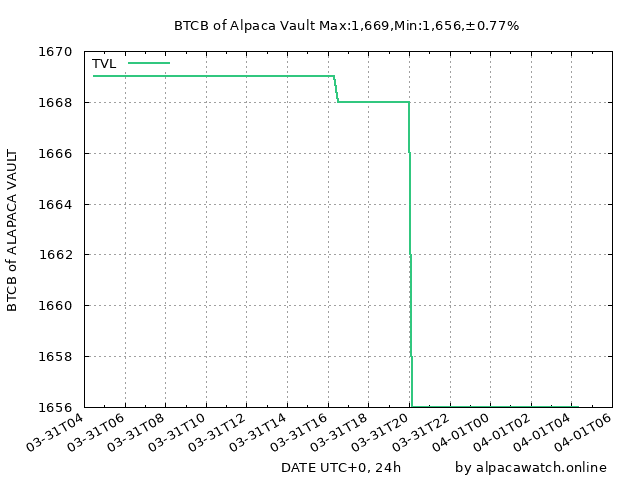 BTCB of Alpaca Vault Max:1,669,Min:1,656,±0.77%
TVL
1670
1668
1666
1664
1662
1660
1658
1656
BTCB of ALAPACA VAULT
03-31T04
03-31T06
03-31T08
03-31T10
03-31T12
03-31T14
03-31T16
03-31T18
03-31T20
03-31T22
04-01T00
04-01T02
04-01T04
04-01T06
DATE UTC+0, 24h
by alpacawatch.online